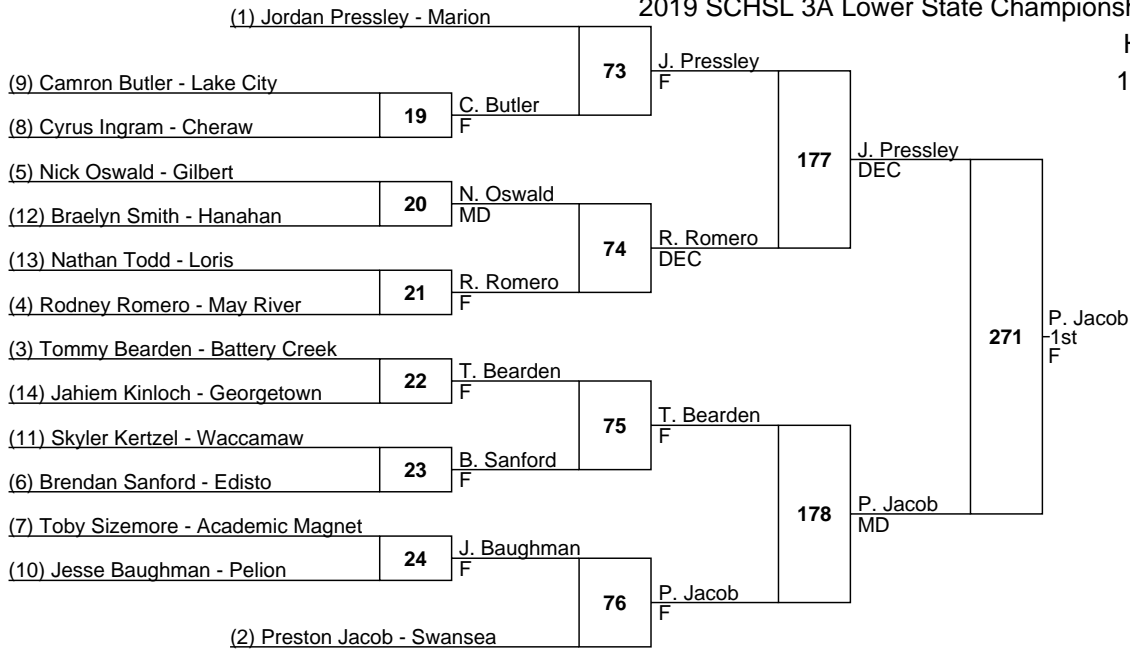 2019 SCHSL 3A Lower State Championsh
H
1
(1) Jordan Pressley - Marion
73
J. Pressley
F
(9) Camron Butler - Lake City
19
C. Butler
F
(8) Cyrus Ingram - Cheraw
177
J. Pressley
DEC
(5) Nick Oswald - Gilbert
20
N. Oswald
MD
(12) Braelyn Smith - Hanahan
74
R. Romero
DEC
(13) Nathan Todd - Loris
21
R. Romero
F
(4) Rodney Romero - May River
271
P. Jacob
1st
F
(3) Tommy Bearden - Battery Creek
22
T. Bearden
F
(14) Jahiem Kinloch - Georgetown
75
T. Bearden
F
(11) Skyler Kertzel - Waccamaw
23
B. Sanford
F
(6) Brendan Sanford - Edisto
178
P. Jacob
MD
(7) Toby Sizemore - Academic Magnet
24
J. Baughman
F
(10) Jesse Baughman - Pelion
76
P. Jacob
F
(2) Preston Jacob - Swansea